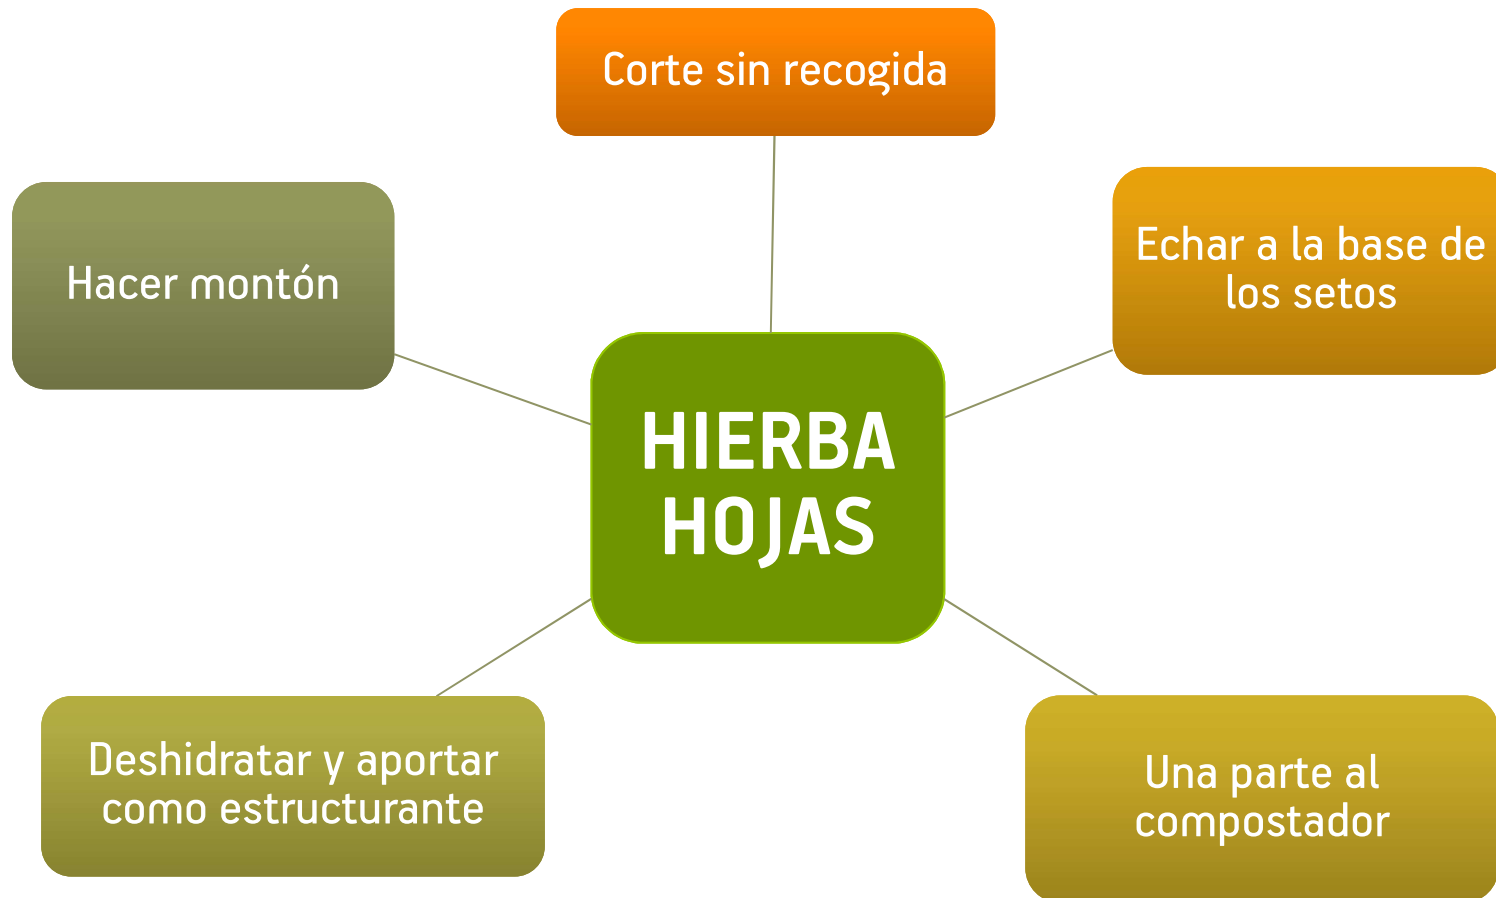 Corte sin recogida
Hacer montón
Echar a la base de
los setos
HIERBA
HOJAS
Deshidratar y aportar
como estructurante
Una parte al
compostador